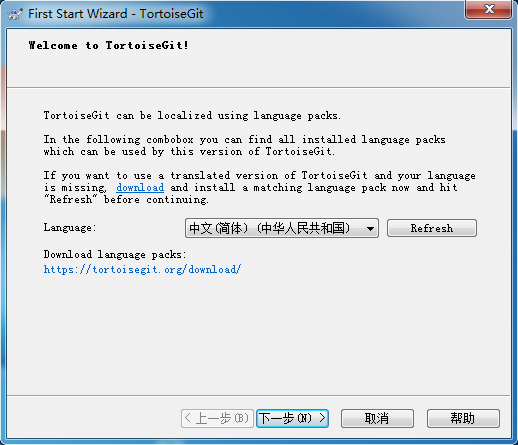 First Start Wizard - TortoiseGit
Welcome to TortoiseGit!
TortoiseGit can be localized using language packs.
In the following combobox you can find all installed language packs
which can be used by this version of TortoiseGit.
If you want to use a translated version of TortoiseGit and your language
is missing, download and install a matching language pack now and hit
"Refresh" before continuing.
Language: 中文(简体) (中华人民共和国) Refresh
Download language packs:
https://tortoisegit.org/download/
< 上一步(B) 下一步(N) > 取消 帮助